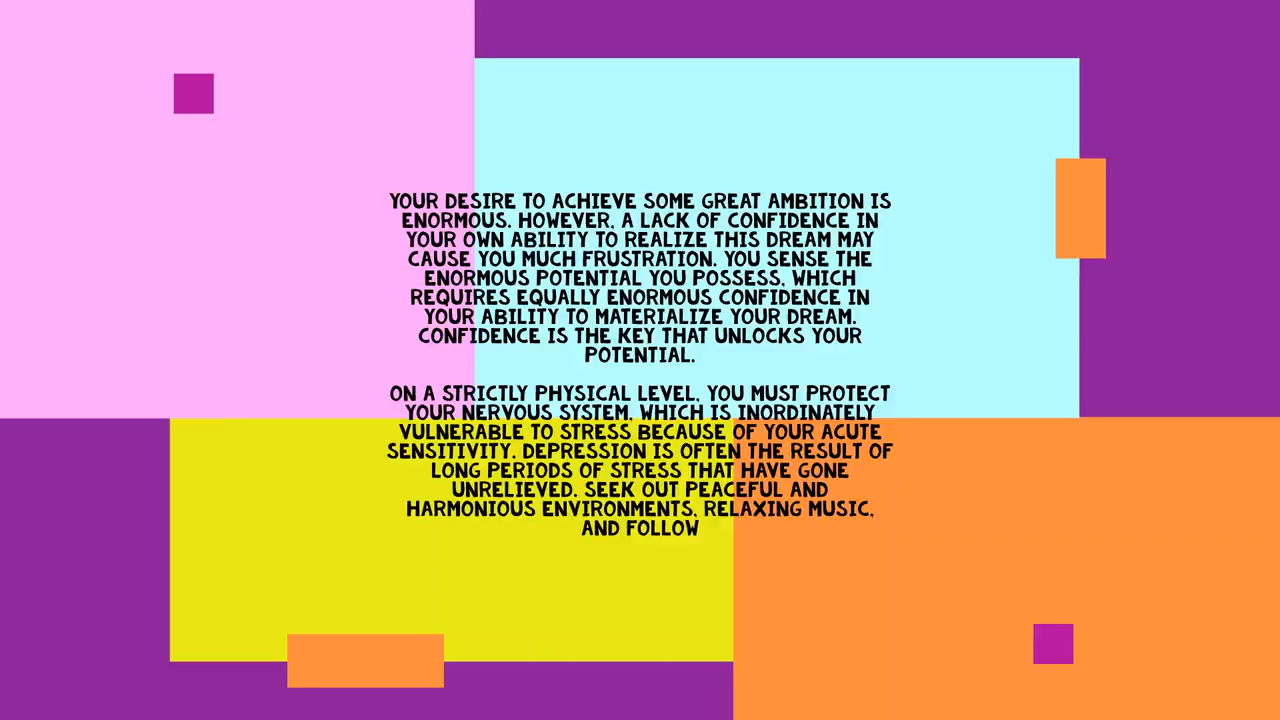 YOUR DESIRE TO ACHIEVE SOME GREAT AMBITION IS
ENORMOUS. HOWEVER, A LACK OF CONFIDENCE IN
YOUR OWN ABILITY TO REALIZE THIS DREAM MAY
CAUSE YOU MUCH FRUSTRATION. YOU SENSE THE
ENORMOUS POTENTIAL YOU POSSESS, WHICH
REQUIRES EQUALLY ENORMOUS CONFIDENCE IN
YOUR ABILITY TO MATERIALIZE YOUR DREAM.
CONFIDENCE IS THE KEY THAT UNLOCKS YOUR
POTENTIAL.
ON A STRICTLY PHYSICAL LEVEL, YOU MUST PROTECT
YOUR NERVOUS SYSTEM, WHICH IS INORDINATELY
VULNERABLE TO STRESS BECAUSE OF YOUR ACUTE
SENSITIVITY. DEPRESSION IS OFTEN THE RESULT OF
LONG PERIODS OF STRESS THAT HAVE GONE
UNRELIEVED. SEEK OUT PEACEFUL AND
HARMONIOUS ENVIRONMENTS, RELAXING MUSIC,
AND FOLLOW